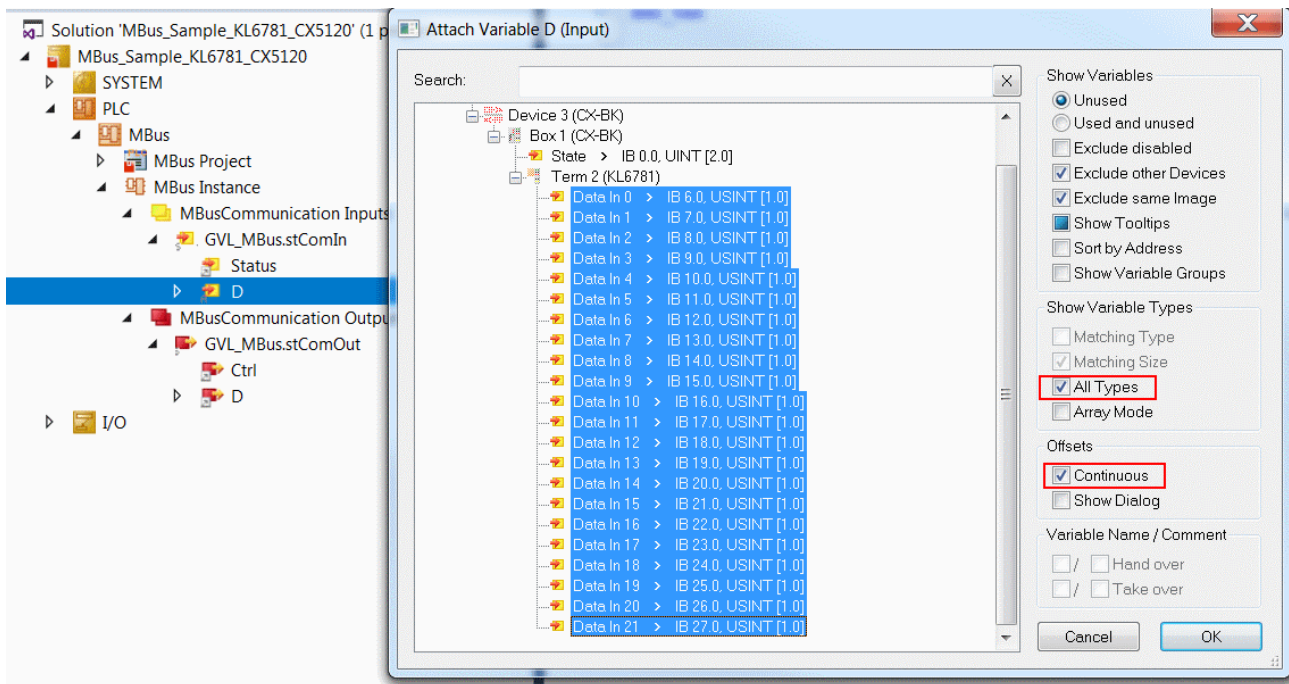 Solution 'MBus_Sample_KL6781_CX5120' (1 p
MBus_Sample_KL6781_CX5120
SYSTEM
PLC
MBus
MBus Project
MBus Instance
MBusCommunication Inputs
GVL_MBus.stComIn
Status
D
MBusCommunication Outpu
GVL_MBus.stComOut
Ctrl
D
I/O
Attach Variable D (Input)
X
Search:
X
Device 3 (CX-BK)
Box 1 (CX-BK)
State > IB 0.0, UINT [2.0]
Term 2 (KL6781)
Data In 0 > IB 6.0, USINT [1.0]
Data In 1 > IB 7.0, USINT [1.0]
Data In 2 > IB 8.0, USINT [1.0]
Data In 3 > IB 9.0, USINT [1.0]
Data In 4 > IB 10.0, USINT [1.0]
Data In 5 > IB 11.0, USINT [1.0]
Data In 6 > IB 12.0, USINT [1.0]
Data In 7 > IB 13.0, USINT [1.0]
Data In 8 > IB 14.0, USINT [1.0]
Data In 9 > IB 15.0, USINT [1.0]
Data In 10 > IB 16.0, USINT [1.0]
Data In 11 > IB 17.0, USINT [1.0]
Data In 12 > IB 18.0, USINT [1.0]
Data In 13 > IB 19.0, USINT [1.0]
Data In 14 > IB 20.0, USINT [1.0]
Data In 15 > IB 21.0, USINT [1.0]
Data In 16 > IB 22.0, USINT [1.0]
Data In 17 > IB 23.0, USINT [1.0]
Data In 18 > IB 24.0, USINT [1.0]
Data In 19 > IB 25.0, USINT [1.0]
Data In 20 > IB 26.0, USINT [1.0]
Data In 21 > IB 27.0, USINT [1.0]
Show Variables
Unused
Used and unused
Exclude disabled
Exclude other Devices
Exclude same Image
Show Tooltips
Sort by Address
Show Variable Groups
Show Variable Types
Matching Type
Matching Size
All Types
Array Mode
Offsets
Continuous
Show Dialog
Variable Name / Comment
/ Hand over
/ Take over
Cancel
OK